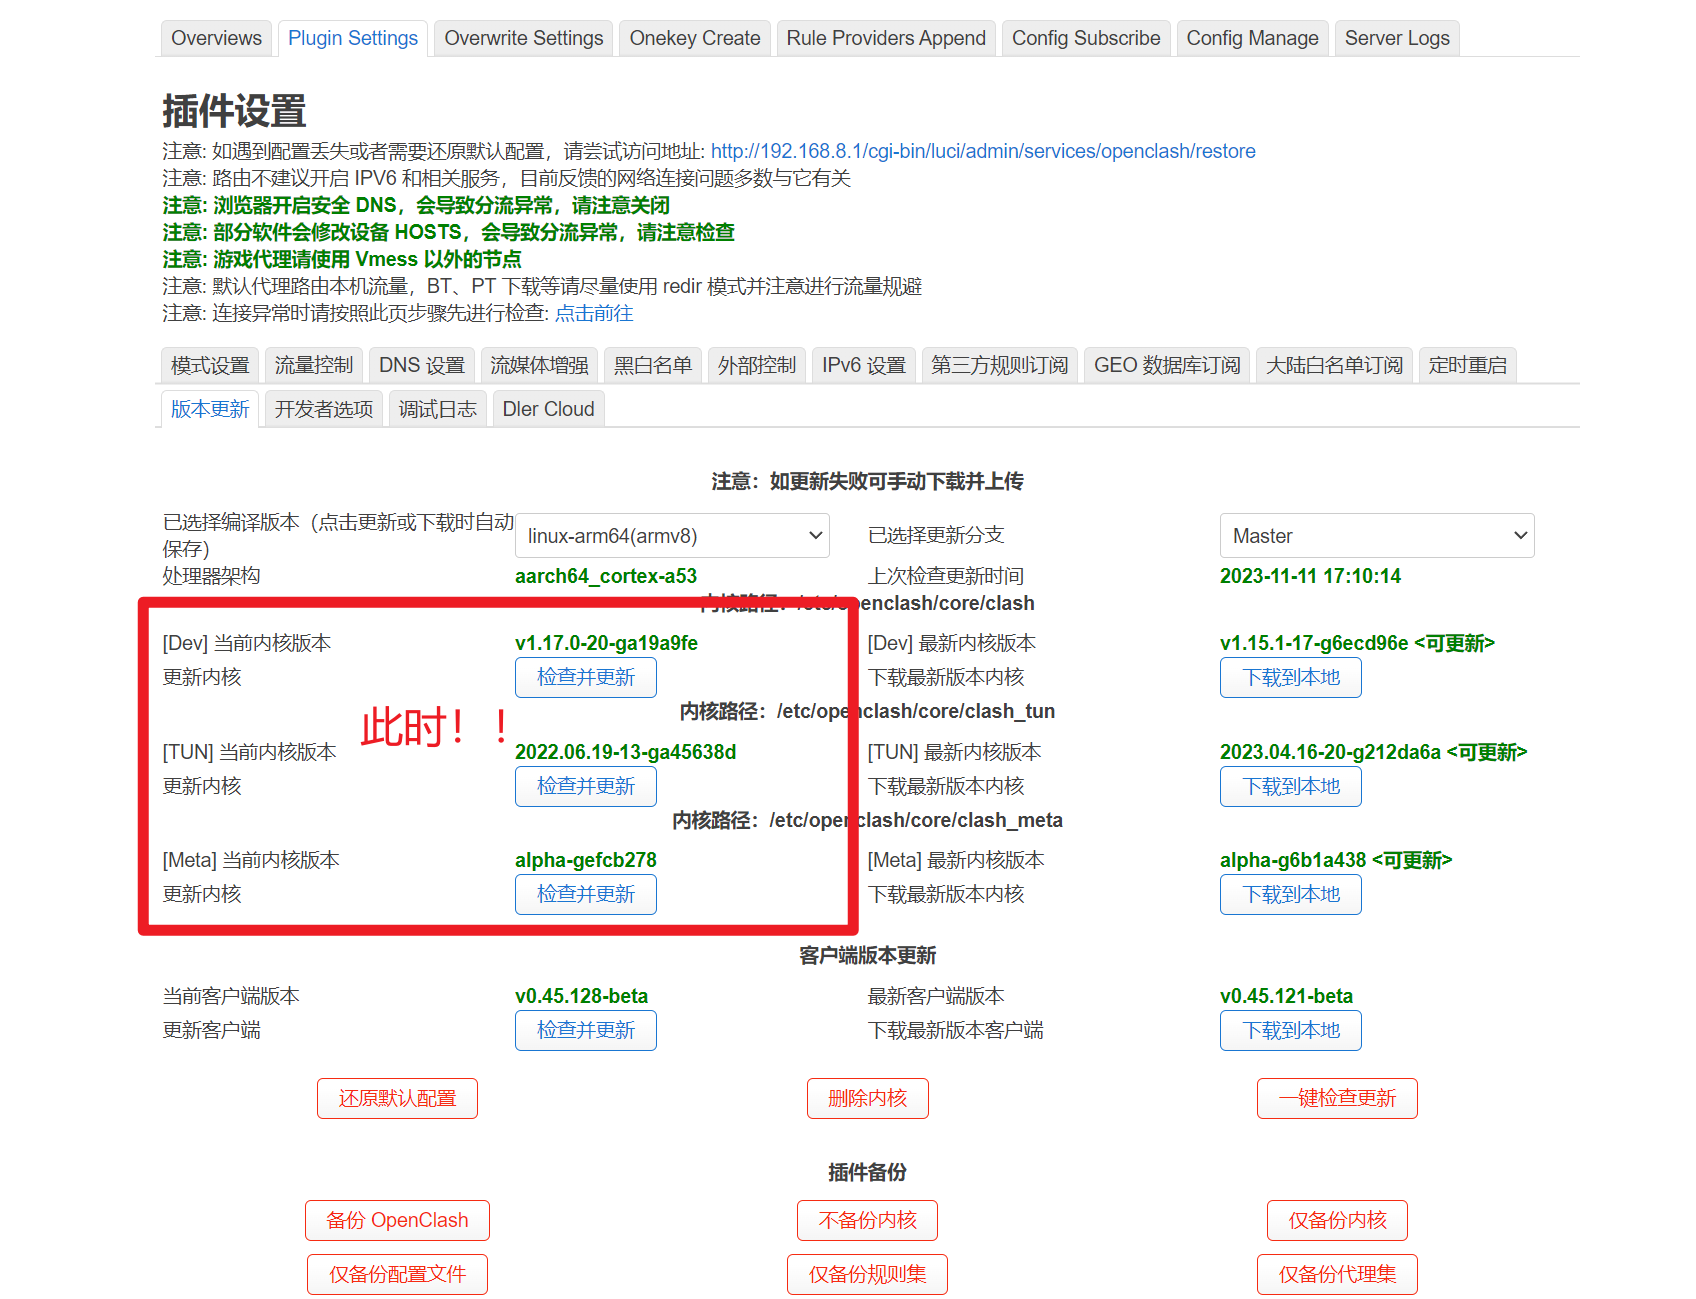 Overviews Plugin Settings Overwrite Settings Onekey Create Rule Providers Append Config Subscribe Config Manage Server Logs
插件设置
注意: 如遇到配置丢失或者需要还原默认配置，请尝试访问地址: http://192.168.8.1/cgi-bin/luci/admin/services/openclash/restore
注意: 路由不建议开启 IPV6 和相关服务，目前反馈的网络连接问题多数与它有关
注意: 浏览器开启安全 DNS，会导致分流异常，请注意关闭
注意: 部分软件会修改设备 HOSTS，会导致分流异常，请注意检查
注意: 游戏代理请使用 Vmess 以外的节点
注意: 默认代理路由本机流量，BT、PT 下载等请尽量使用 redir 模式并注意进行流量规避
注意: 连接异常时请按照此页步骤先进行检查: 点击前往
模式设置 流量控制 DNS 设置 流媒体增强 黑白名单 外部控制 IPv6 设置 第三方规则订阅 GEO 数据库订阅 大陆白名单订阅 定时重启
版本更新 开发者选项 调试日志 Dler Cloud
注意：如更新失败可手动下载并上传
已选择编译版本（点击更新或下载时自动保存） linux-arm64(armv8) 已选择更新分支 Master
处理器架构 aarch64_cortex-a53 上次检查更新时间 2023-11-11 17:10:14
内核路径：/etc/openclash/core/clash
[Dev] 当前内核版本 v1.17.0-20-ga19a9fe [Dev] 最新内核版本 v1.15.1-17-g6ecd96e <可更新>
更新内核 检查并更新 下载最新版本内核 下载到本地
内核路径：/etc/openclash/core/clash_tun
此时！！
[TUN] 当前内核版本 2022.06.19-13-ga45638d [TUN] 最新内核版本 2023.04.16-20-g212da6a <可更新>
更新内核 检查并更新 下载最新版本内核 下载到本地
内核路径：/etc/openclash/core/clash_meta
[Meta] 当前内核版本 alpha-gefcb278 [Meta] 最新内核版本 alpha-g6b1a438 <可更新>
更新内核 检查并更新 下载最新版本内核 下载到本地
客户端版本更新
当前客户端版本 v0.45.128-beta 最新客户端版本 v0.45.121-beta
更新客户端 检查并更新 下载最新版本客户端 下载到本地
还原默认配置 删除内核 一键检查更新
插件备份
备份 OpenClash 不备份内核 仅备份内核
仅备份配置文件 仅备份规则集 仅备份代理集